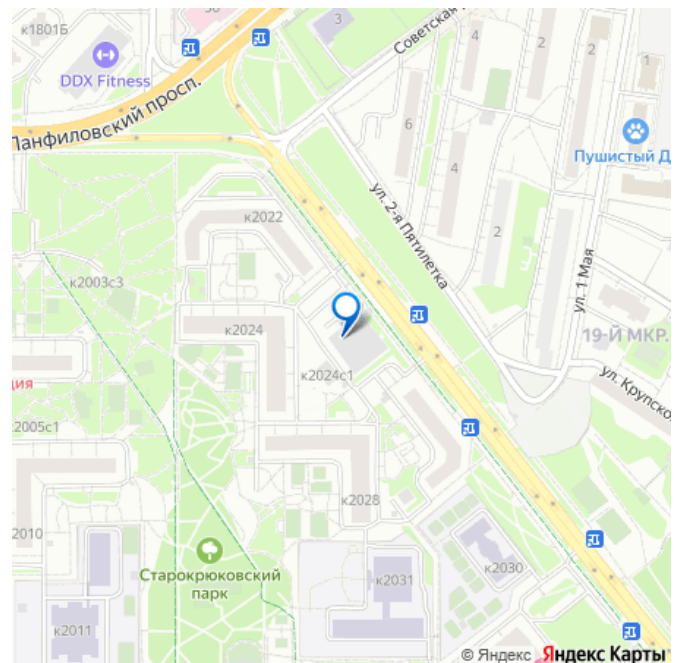 к1801Б
DDX Fitness
3
Советская
4
2
4
1
Панфиловский просп.
6
4
Пушистый Д
к2022
ул. 2-я Пятилетка
2
ул. 1 Мая
к2003с3
к2024
19-Й МКР.
к2024с1
ция
ул. Крупско
2005с1
к2028
2010
Старокрюковский
парк
к2031
к2030
к2011
© Яндекс Яндекс Карты